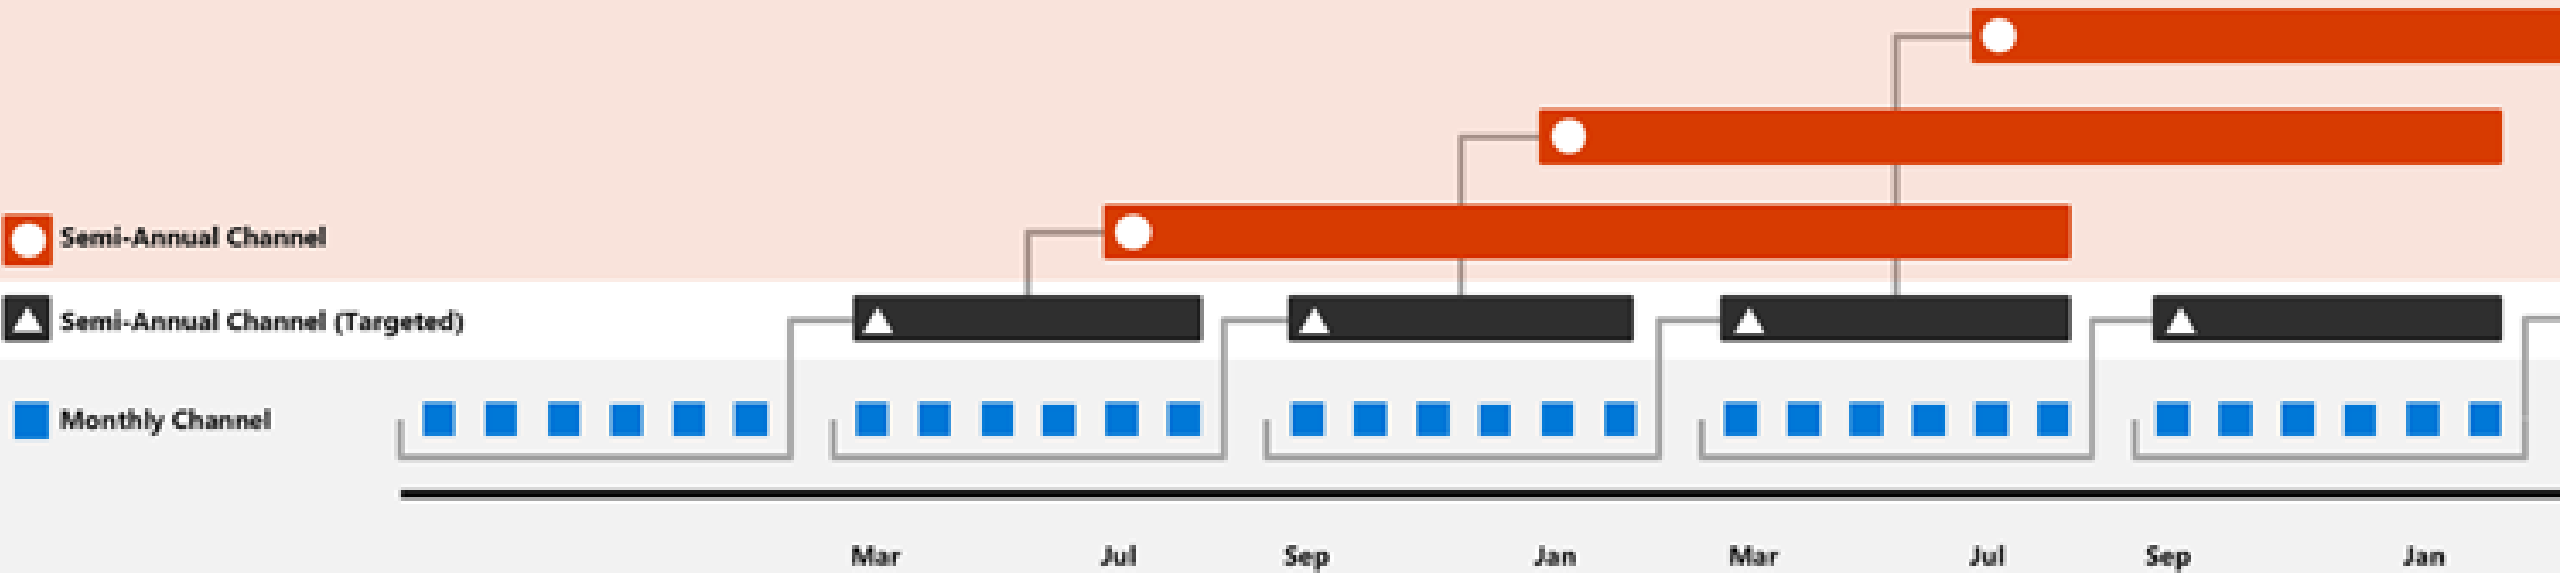 Semi-Annual Channel
Semi-Annual Channel (Targeted)
Monthly Channel
Mar Jul Sep Jan Mar Jul Sep Jan